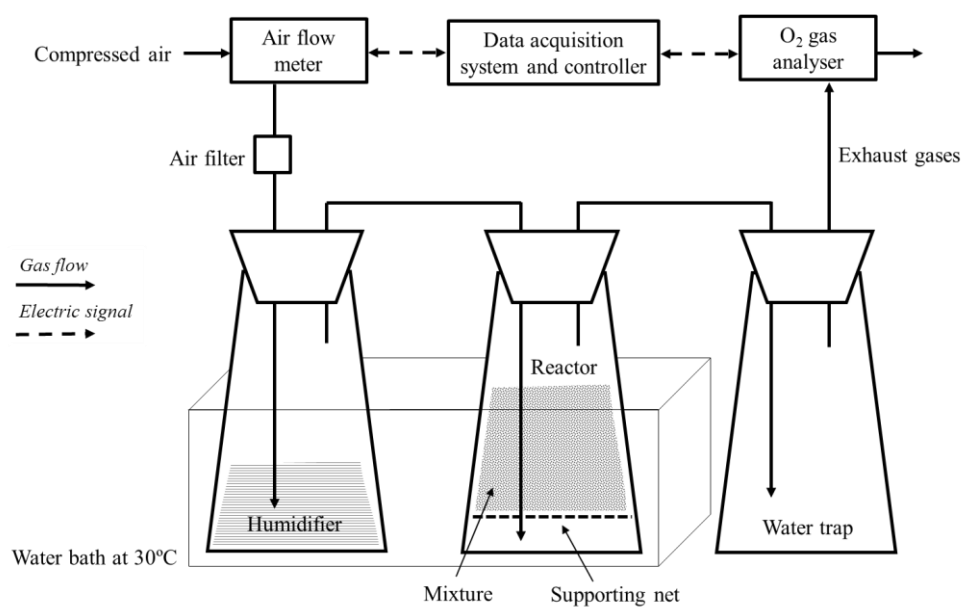 Compressed air
Air flow
meter
Data acquisition
system and controller
O₂ gas
analyser
Air filter
Exhaust gases
Gas flow
Electric signal
Reactor
Humidifier
Water trap
Water bath at 30ºC
Mixture
Supporting net